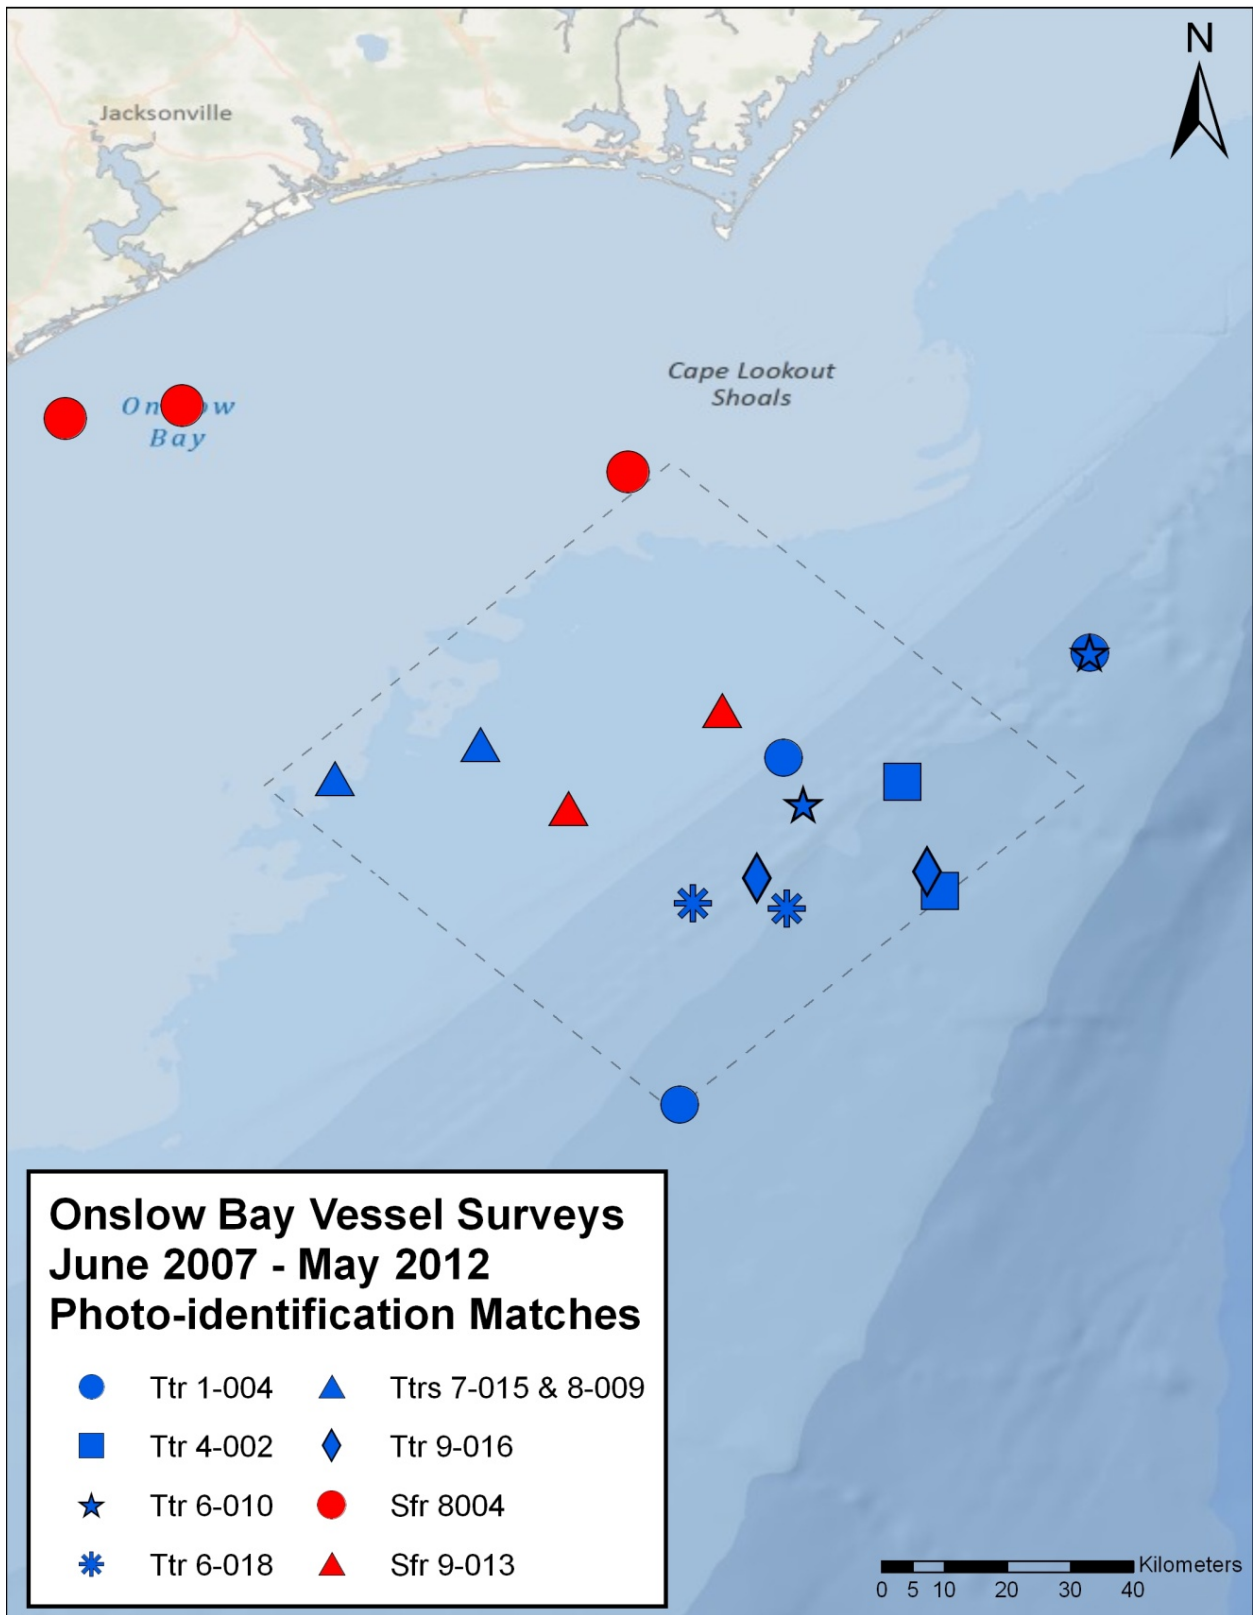 N
Jacksonville
Cape Lookout
Shoals
On ow
Bay
Onslow Bay Vessel Surveys
June 2007 - May 2012
Photo-identification Matches
Ttr 1-004
Ttrs 7-015 & 8-009
Ttr 4-002
Ttr 9-016
Ttr 6-010
Sfr 8004
Ttr 6-018
Sfr 9-013
Kilometers
0 5 10 20 30 40